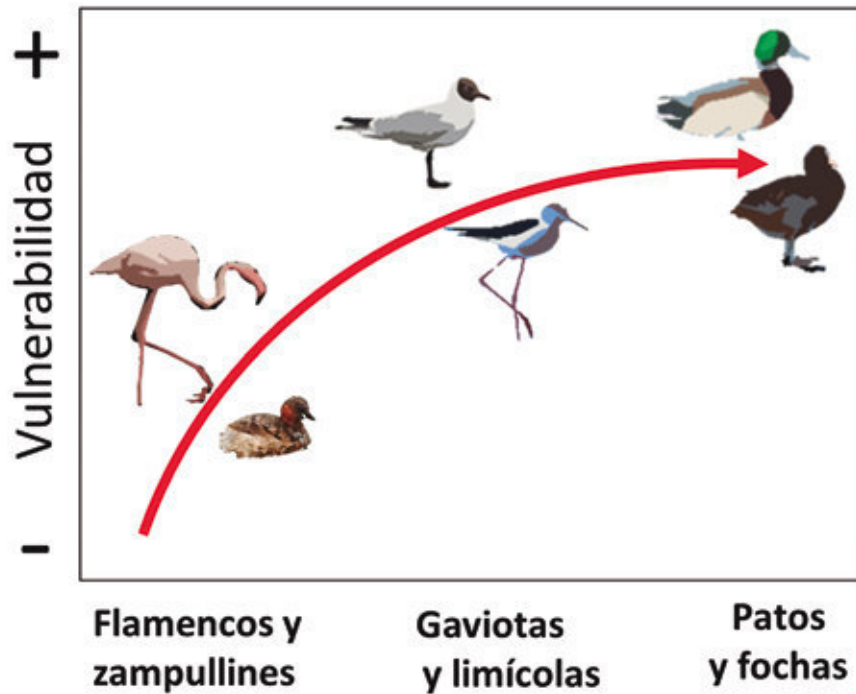 +
Vulnerabilidad
-
Flamencos y
zampullines
Gaviotas
y limícolas
Patos
y fochas